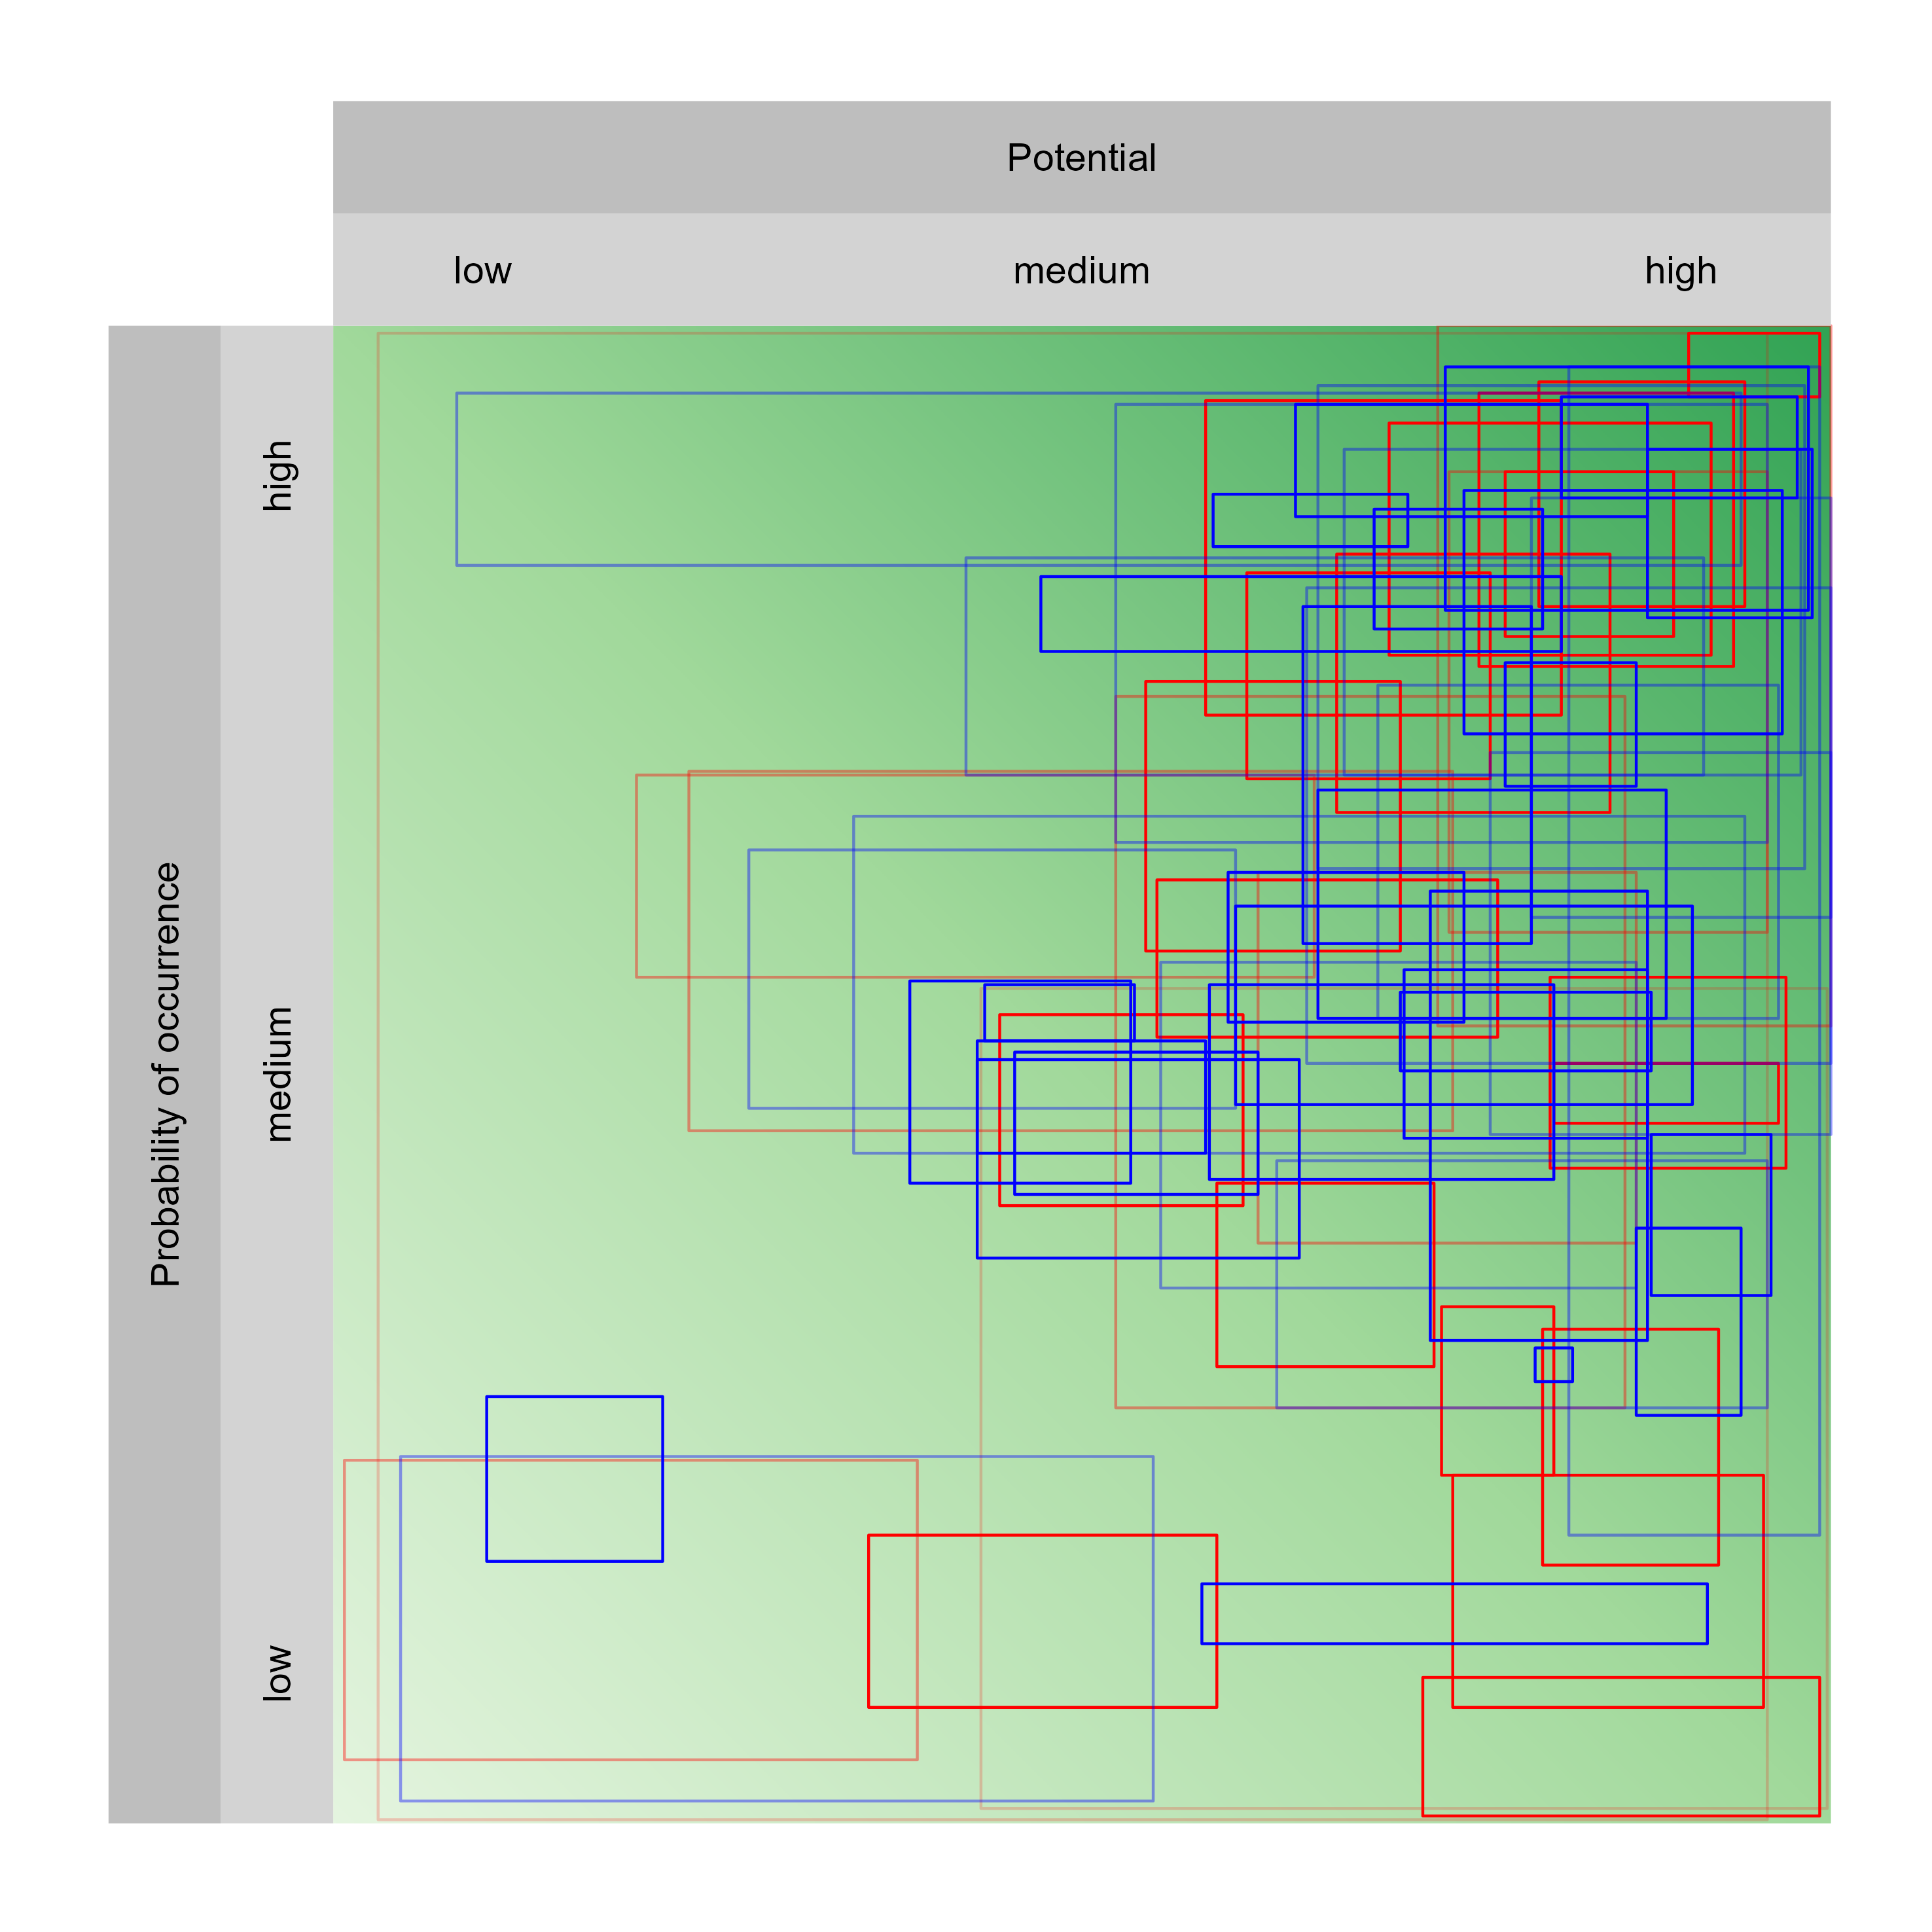 Potential
low medium high
Probability of occurrence
high
medium
low